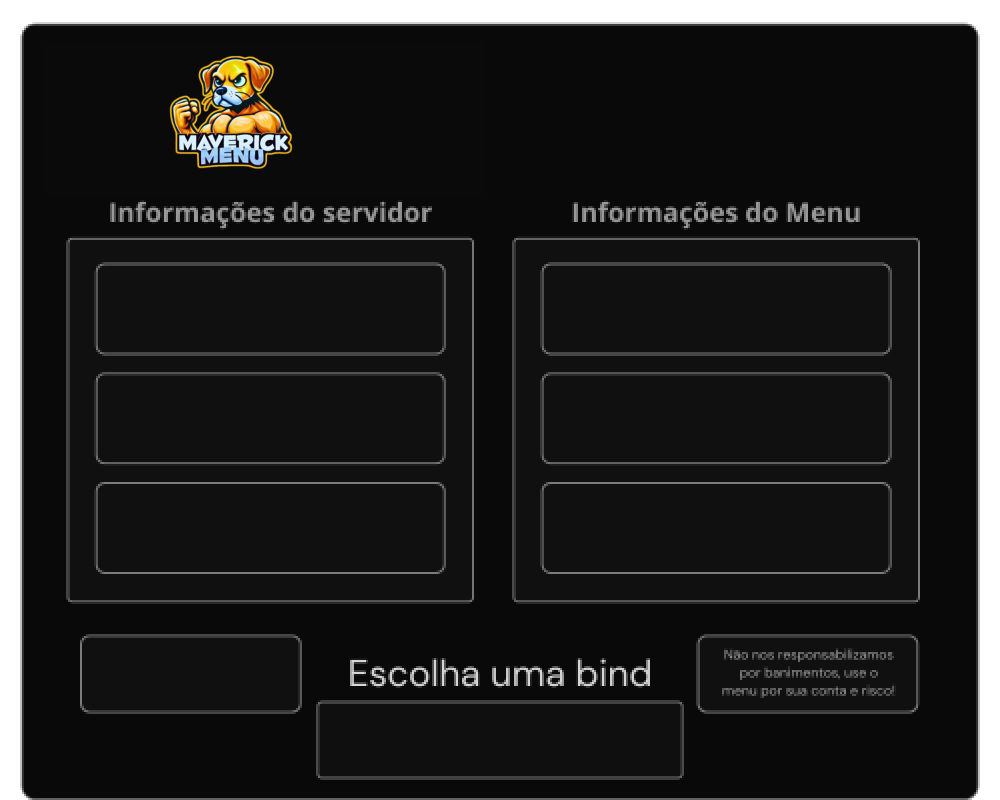 MAVERICK
MENU
Informações do servidor
Informações do Menu
Escolha uma bind
Não nos responsabilizamos
por banimentos, use o
menu por sua conta e risco!